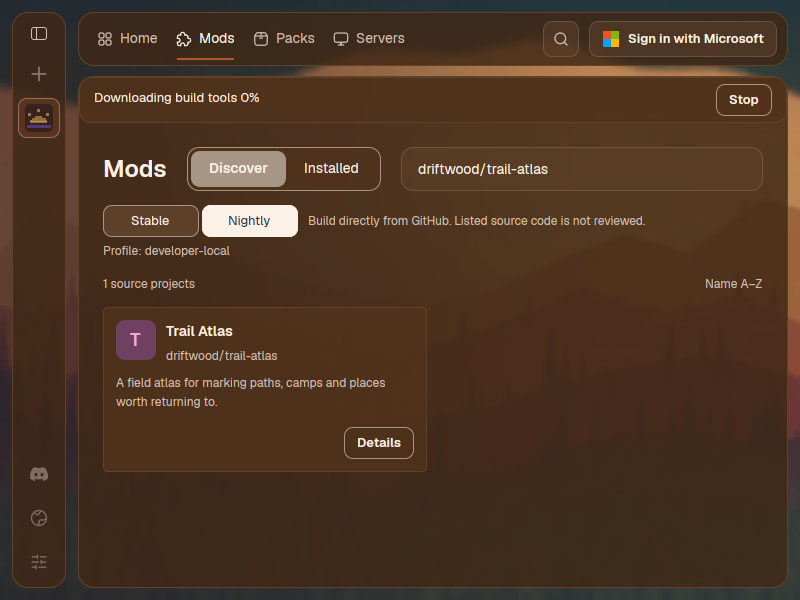 Home
Mods
Packs
Servers
Sign in with Microsoft
Downloading build tools 0%
Stop
Mods
Discover
Installed
driftwood/trail-atlas
Stable
Nightly
Build directly from GitHub. Listed source code is not reviewed.
Profile: developer-local
1 source projects
Name A–Z
T
Trail Atlas
driftwood/trail-atlas
A field atlas for marking paths, camps and places
worth returning to.
Details